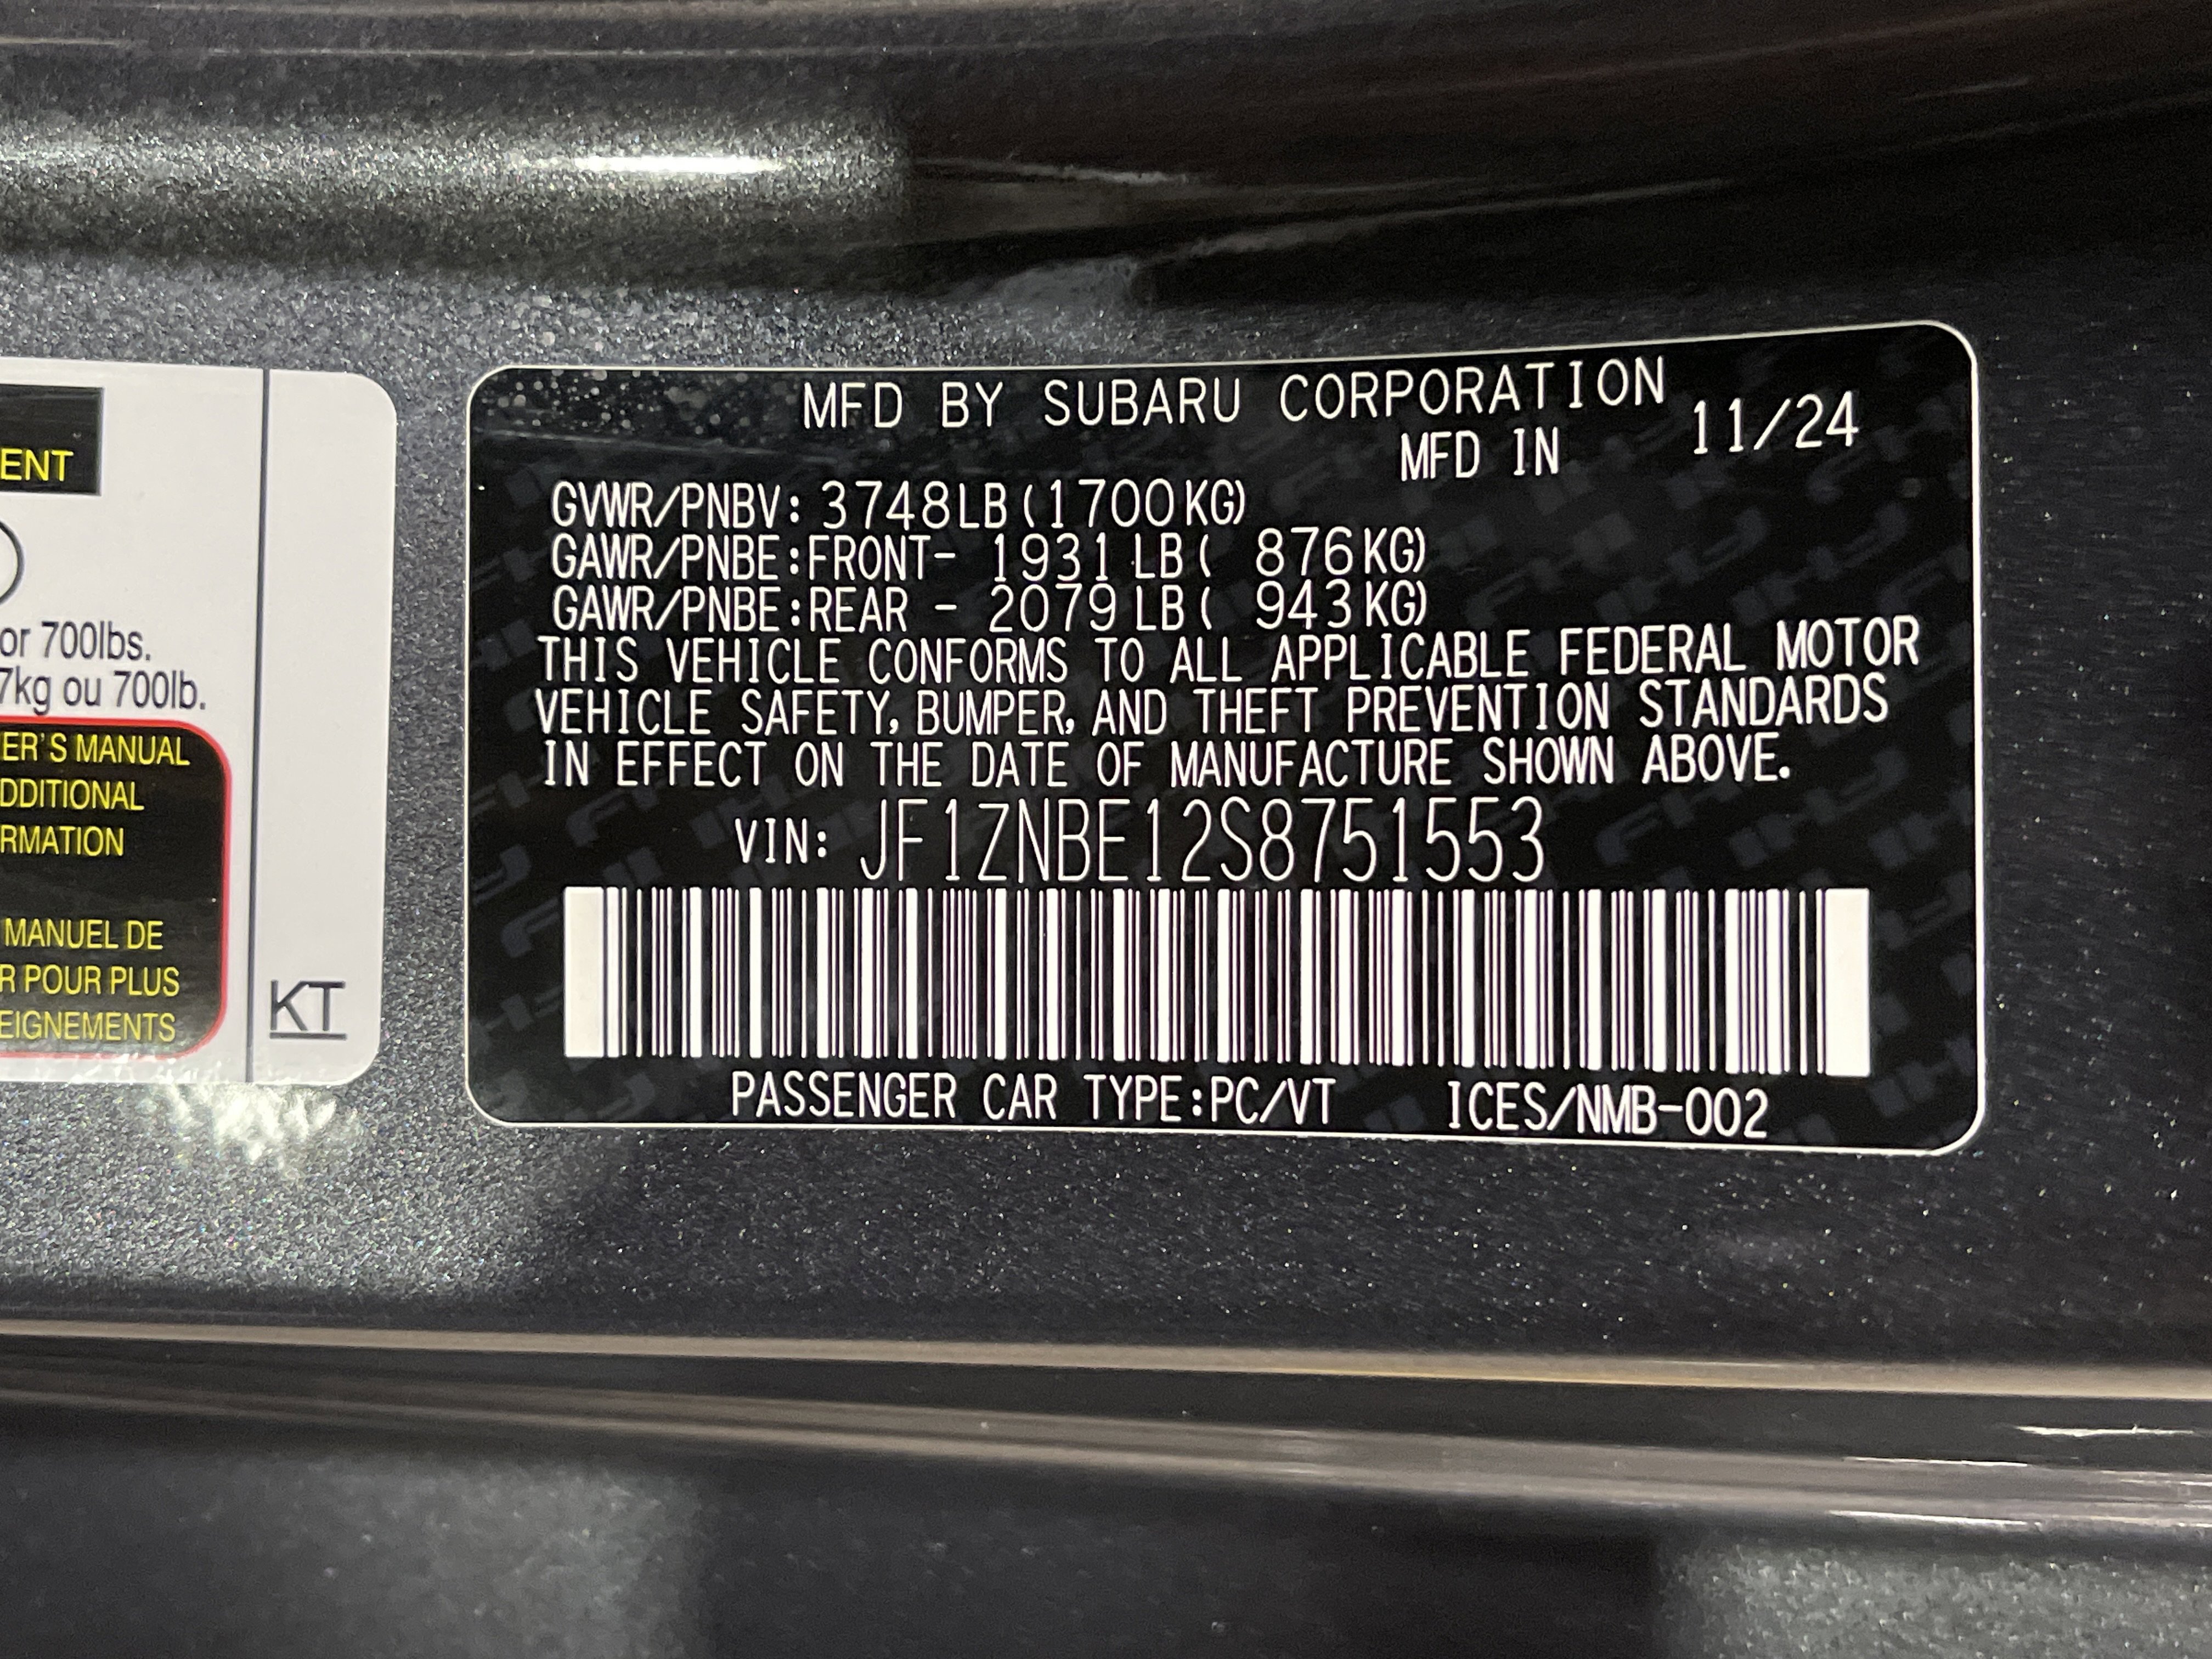 ENT
or 700lbs.
7kg ou 700lb.
ER'S MANUAL
DDITIONAL
RMATION
MANUEL DE
R POUR PLUS
EIGNEMENTS
KT
MFD BY SUBARU CORPORATION
MFD IN 11/24
GVWR/PNBV: 3748LB(1700KG)
GAWR/PNBE:FRONT- 1931LB( 876KG)
GAWR/PNBE:REAR - 2079LB( 943KG)
THIS VEHICLE CONFORMS TO ALL APPLICABLE FEDERAL MOTOR
VEHICLE SAFETY, BUMPER, AND THEFT PREVENTION STANDARDS
IN EFFECT ON THE DATE OF MANUFACTURE SHOWN ABOVE.
VIN: JF1ZNBE12S8751553
PASSENGER CAR TYPE:PC/VT ICES/NMB-002